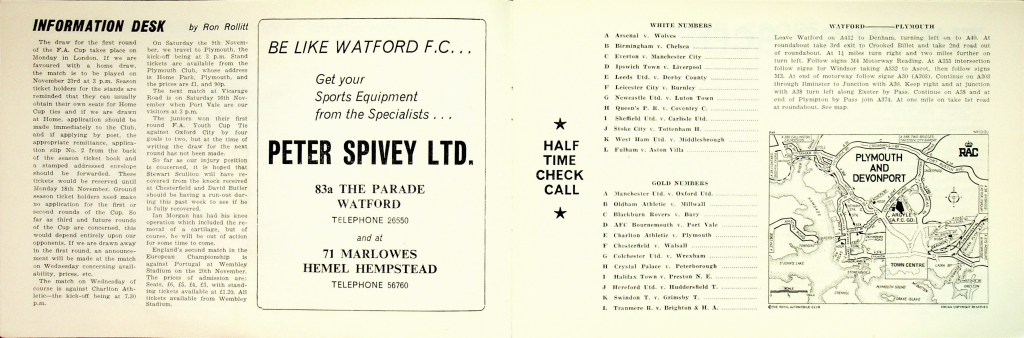 INFORMATION DESK by Ron Rollitt
The draw for the first round
of the F.A. Cup takes place on
Monday in London. If we are
favoured with a home draw,
the match is to be played on
November 23rd at 3 p.m. Season
ticket holders for the stands are
reminded that they can usually
obtain their own seats for Home
Cup ties and if we are drawn
at Home, application should be
made immediately to the Club,
and if applying by post, the
appropriate remittance, applica-
tion slip No. 2 from the back
of the season ticket book and
a stamped addressed envelope
should be forwarded. These
tickets would be reserved until
Monday 18th November. Ground
season ticket holders need make
no application for the first or
second rounds of the Cup. So
far as third and future rounds
of the Cup are concerned, this
would depend entirely upon our
opponents. If we are drawn away
in the first round, an announce-
ment will be made at the match
on Wednesday concerning avail-
ability, prices, etc.
The match on Wednesday of
course is against Charlton Ath-
letic—the kick-off being at 7.30
p.m.
On Saturday the 9th Novem-
ber, we travel to Plymouth, the
kick-off being at 3 p.m. Stand
tickets are available from the
Plymouth Club, whose address
is Home Park, Plymouth, and
the prices are £1, and 90p.
The next match at Vicarage
Road is on Saturday 16th Nov-
ember when Port Vale are our
visitors at 3 p.m.
The juniors won their first
round F.A. Youth Cup Tie
against Oxford City by four
goals to two, but at the time of
writing the draw for the next
round has not been made.
So far as our injury position
is concerned, it is hoped that
Stewart Scullion will have re-
covered from the knock received
at Chesterfield and David Butler
should be having a run-out dur-
ing this past week to see if he
is fully recovered.
Ian Morgan has had his knee
operation which included the re-
moval of a cartilage, but of
course, he will be out of action
for some time to come.
England's second match in the
European Championship is
against Portugal at Wembley
Stadium on the 20th November.
The prices of admission are:
Seats, £6, £5, £4, £3, with stand-
ing tickets available at £1.20. All
tickets available from Wembley
Stadium.
BE LIKE WATFORD F.C...
Get your
Sports Equipment
from the Specialists . . .
PETER SPIVEY LTD.
83a THE PARADE
WATFORD
TELEPHONE 26550
and at
71 MARLOWES
HEMEL HEMPSTEAD
TELEPHONE 56760
★
HALF
TIME
CHECK
CALL
★
WHITE NUMBERS
A Arsenal v. Wolves
B Birmingham v. Chelsea
C Everton v. Manchester City
D Ipswich Town v. Liverpool
E Leeds Utd. v. Derby County
F Leicester City v. Burnley
G Newcastle Utd. v. Luton Town
H Queen's P. R. v. Coventry C.
I Sheffield Utd. v. Carlisle Utd.
J Stoke City v. Tottenham H.
K West Ham Utd. v. Middlesbrough
L Fulham v. Aston Villa
GOLD NUMBERS
A Manchester Utd. v. Oxford Utd.
B Oldham Athletic v. Millwall
C Blackburn Rovers v. Bury
D AFC Bournemouth v. Port Vale
E Charlton Athletic v. Plymouth
F Chesterfield v. Walsall
G Colchester Utd. v. Wrexham
H Crystal Palace v. Peterborough
I Halifax Town v. Preston N. E.
J Hereford Utd. v. Huddersfield T.
K Swindon T. v. Grimsby T.
L Tranmere R. v. Brighton & H. A.
WATFORD—PLYMOUTH
Leave Watford on A412 to Denham, turning left on to A40. At
roundabout take 3rd exit to Crooked Billet and take 2nd road out
of roundabout. At 1½ miles turn right and two miles further on
turn left. Follow signs M4 Motorway Reading. At A355 intersection
follow signs for Windsor taking A332 to Ascot, then follow signs
M3. At end of motorway follow signs A30 (A303). Continue on A303
through Ilminster to Junction with A30. Keep right and at junction
with A38 turn left along Exeter by Pass. Continue on A38 and at
end of Plympton by Pass join A374. At one mile on take 1st road
at roundabout. See map.
RAC
PLYMOUTH
AND
DEVONPORT
ARGYLE
A.F.C. GD.
TOWN CENTRE
PLYMOUTH SOUND
DRAKE ISLAND